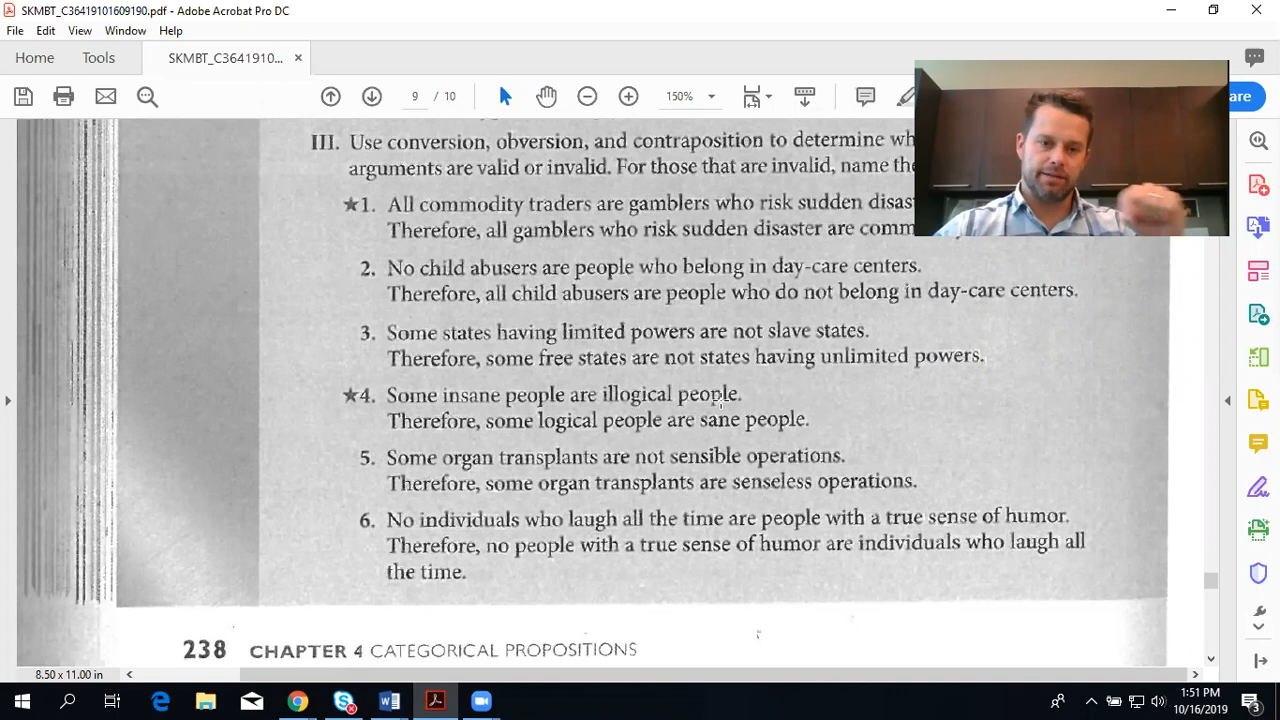 SKMBT_C36419101609190.pdf - Adobe Acrobat Pro DC
File Edit View Window Help
Home Tools SKMBT_C3641910... ×
9 / 10 150%
are
III. Use conversion, obversion, and contraposition to determine wh
arguments are valid or invalid. For those that are invalid, name the
★1. All commodity traders are gamblers who risk sudden disas
Therefore, all gamblers who risk sudden disaster are comm
2. No child abusers are people who belong in day-care centers.
Therefore, all child abusers are people who do not belong in day-care centers.
3. Some states having limited powers are not slave states.
Therefore, some free states are not states having unlimited powers.
★4. Some insane people are illogical people.
Therefore, some logical people are sane people.
5. Some organ transplants are not sensible operations.
Therefore, some organ transplants are senseless operations.
6. No individuals who laugh all the time are people with a true sense of humor.
Therefore, no people with a true sense of humor are individuals who laugh all
the time.
238 CHAPTER 4 CATEGORICAL PROPOSITIONS
8.50 x 11.00 in
1:51 PM
10/16/2019
3